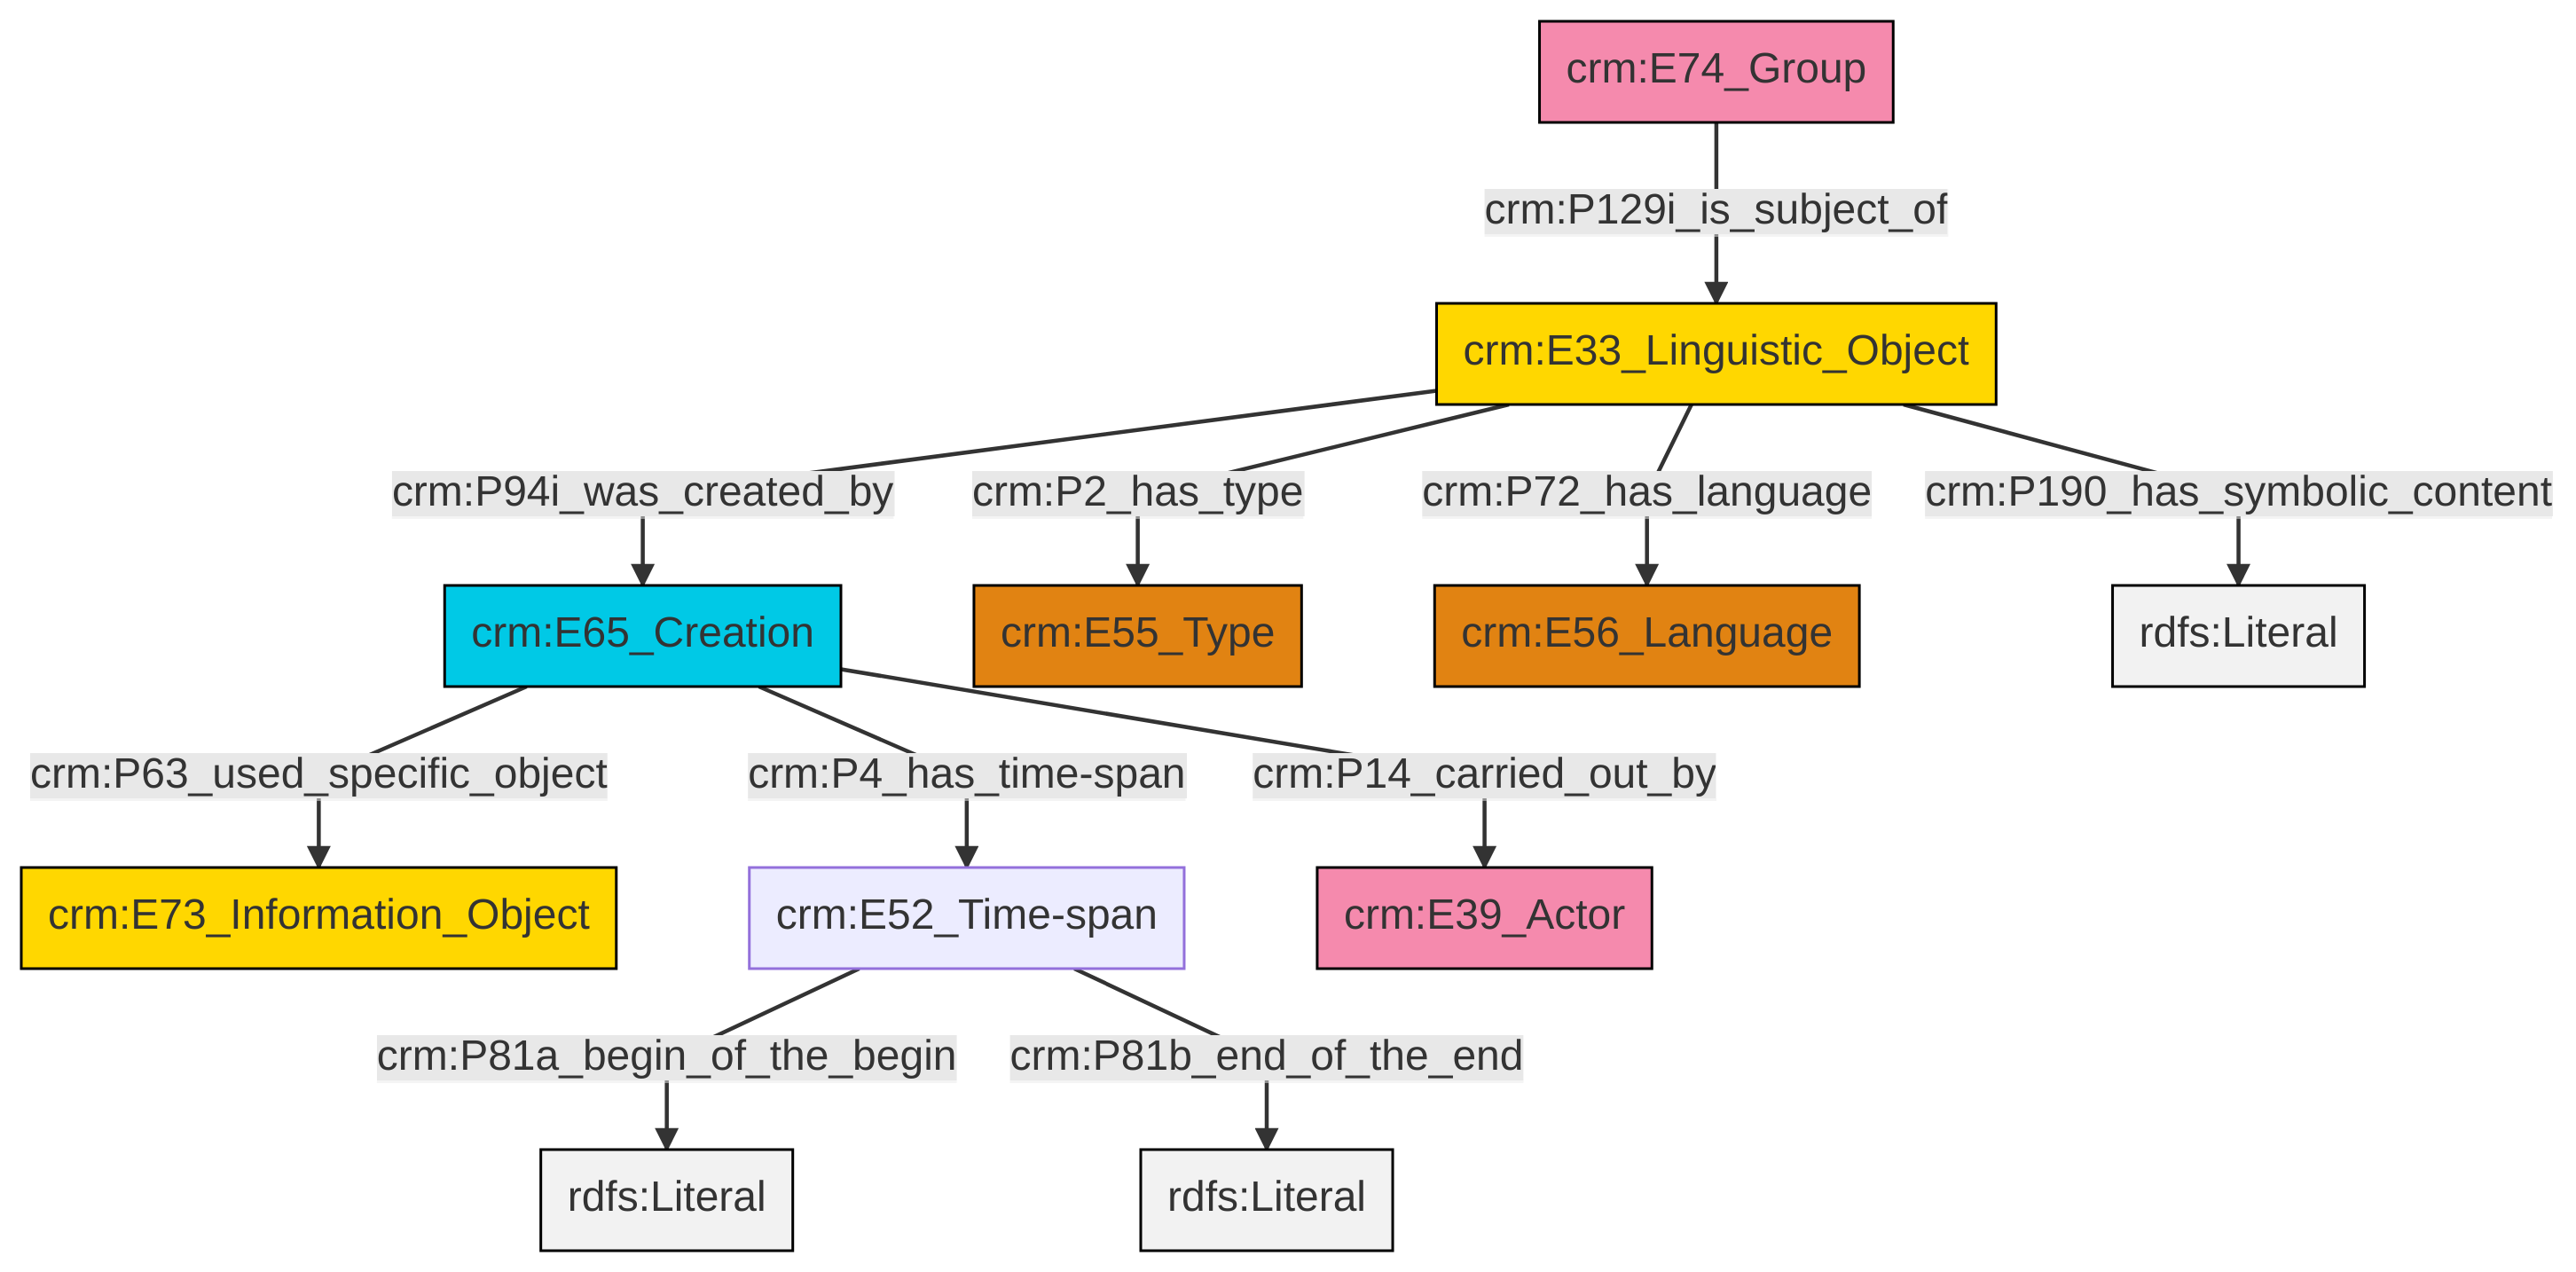 crm:E74_Group
crm:P129i_is_subject_of
crm:E33_Linguistic_Object
crm:P94i_was_created_by
crm:P2_has_type
crm:P72_has_language
crm:P190_has_symbolic_content
crm:E65_Creation
crm:E55_Type
crm:E56_Language
rdfs:Literal
crm:P63_used_specific_object
crm:P4_has_time-span
crm:P14_carried_out_by
crm:E73_Information_Object
crm:E52_Time-span
crm:E39_Actor
crm:P81a_begin_of_the_begin
crm:P81b_end_of_the_end
rdfs:Literal
rdfs:Literal